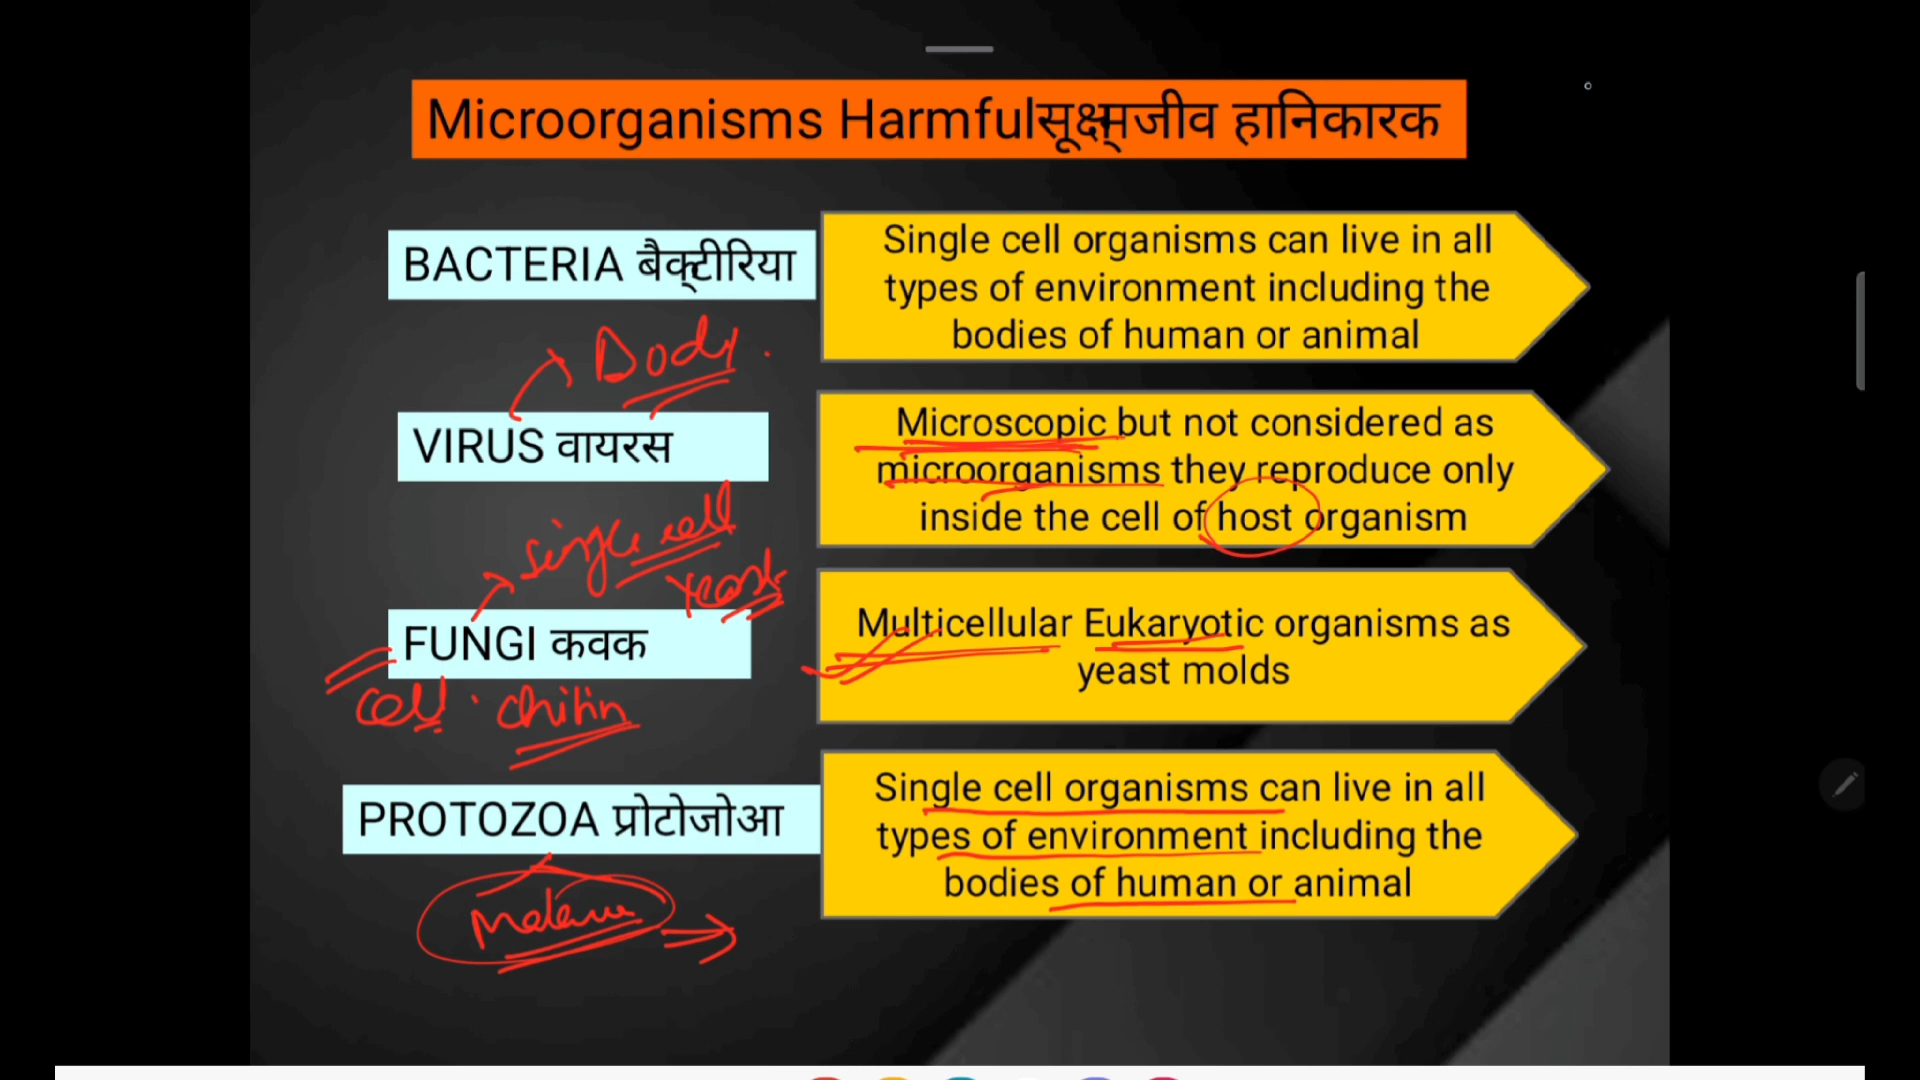 Microorganisms Harmfulसूक्ष्मजीव हानिकारक
BACTERIA बैक्टीरिया
Single cell organisms can live in all
types of environment including the
bodies of human or animal
Body.
VIRUS वायरस
Microscopic but not considered as
microorganisms they reproduce only
inside the cell of host organism
single cell
yeast
FUNGI कवक
Multicellular Eukaryotic organisms as
yeast molds
cell. chitin
PROTOZOA प्रोटोजोआ
Single cell organisms can live in all
types of environment including the
bodies of human or animal